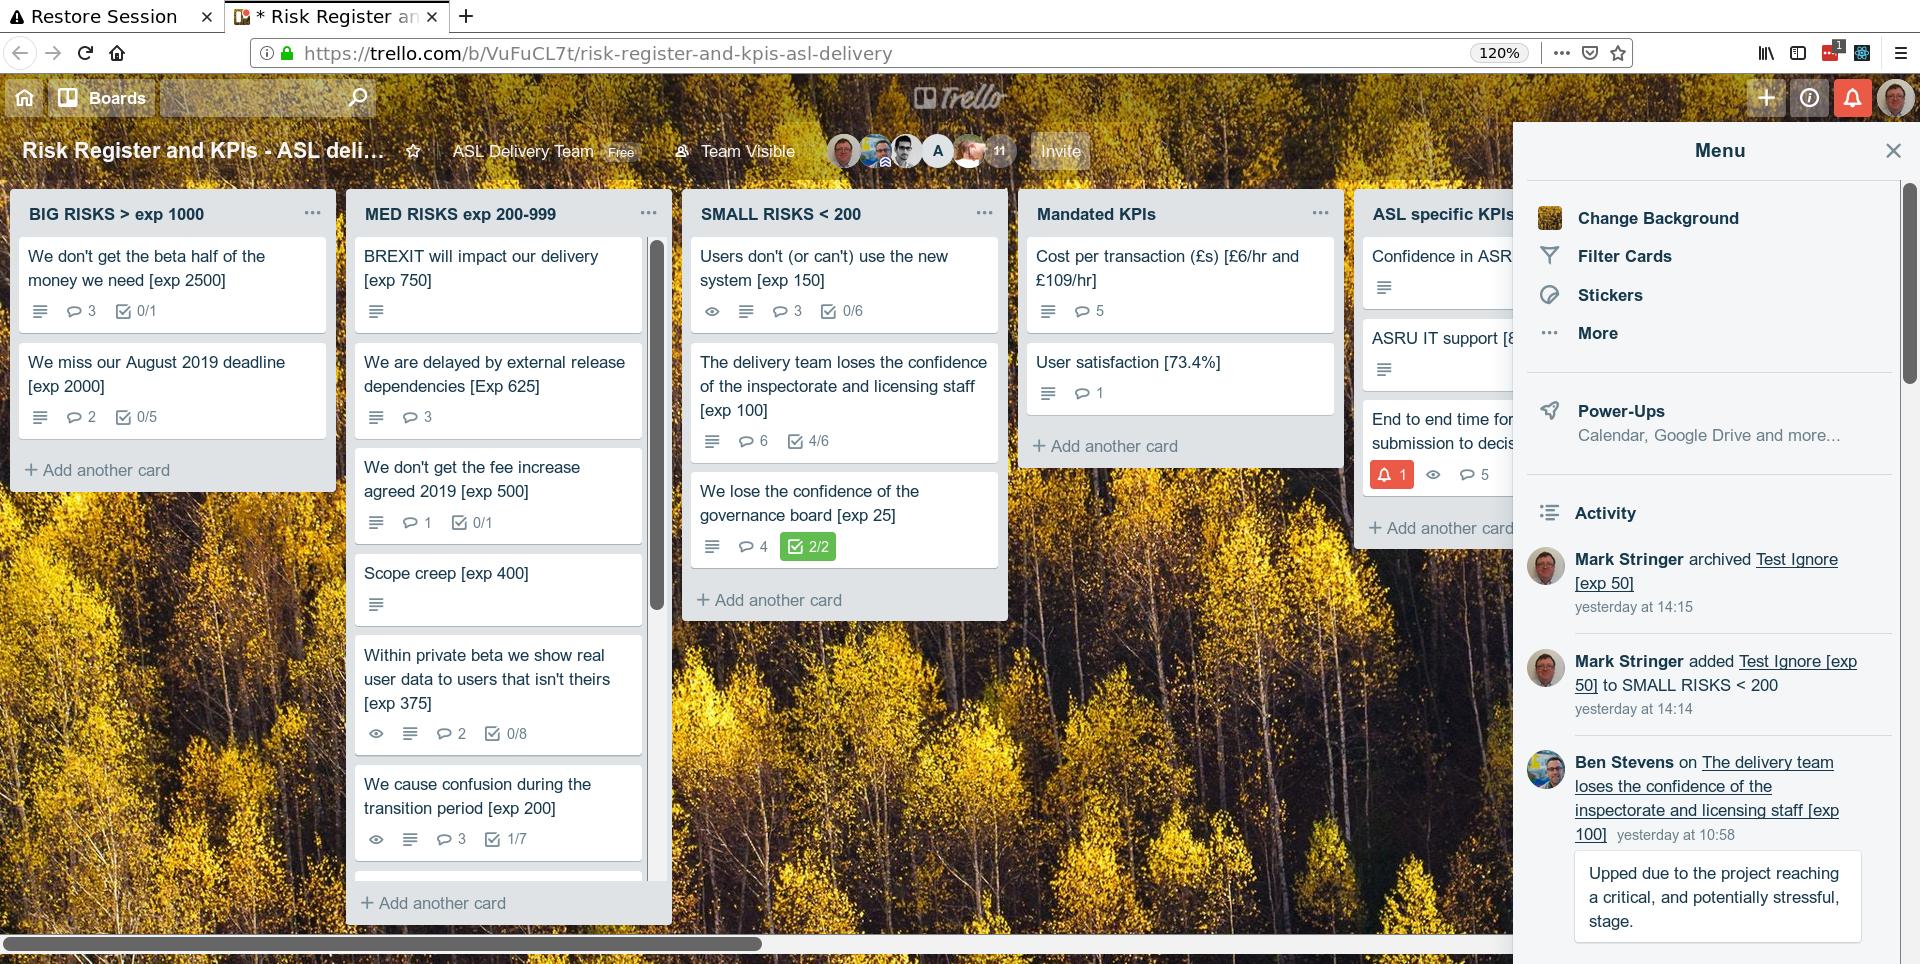 Restore Session
* Risk Register an
https://trello.com/b/VuFuCL7t/risk-register-and-kpis-asl-delivery
120%
1
Boards
Trello
Risk Register and KPIs - ASL deli...
ASL Delivery Team Free
Team Visible
A
11
Invite
BIG RISKS > exp 1000
We don't get the beta half of the
money we need [exp 2500]
3 0/1
We miss our August 2019 deadline
[exp 2000]
2 0/5
+ Add another card
MED RISKS exp 200-999
BREXIT will impact our delivery
[exp 750]
We are delayed by external release
dependencies [Exp 625]
3
We don't get the fee increase
agreed 2019 [exp 500]
1 0/1
Scope creep [exp 400]
Within private beta we show real
user data to users that isn't theirs
[exp 375]
2 0/8
We cause confusion during the
transition period [exp 200]
3 1/7
+ Add another card
SMALL RISKS < 200
Users don't (or can't) use the new
system [exp 150]
3 0/6
The delivery team loses the confidence
of the inspectorate and licensing staff
[exp 100]
6 4/6
We lose the confidence of the
governance board [exp 25]
4 2/2
+ Add another card
Mandated KPIs
Cost per transaction (£s) [£6/hr and
£109/hr]
5
User satisfaction [73.4%]
1
+ Add another card
ASL specific KPIs
Confidence in ASR
ASRU IT support [8
End to end time for
submission to decis
1 5
+ Add another card
Menu
Change Background
Filter Cards
Stickers
More
Power-Ups
Calendar, Google Drive and more...
Activity
Mark Stringer archived Test Ignore
[exp 50]
yesterday at 14:15
Mark Stringer added Test Ignore [exp
50] to SMALL RISKS < 200
yesterday at 14:14
Ben Stevens on The delivery team
loses the confidence of the
inspectorate and licensing staff [exp
100] yesterday at 10:58
Upped due to the project reaching
a critical, and potentially stressful,
stage.